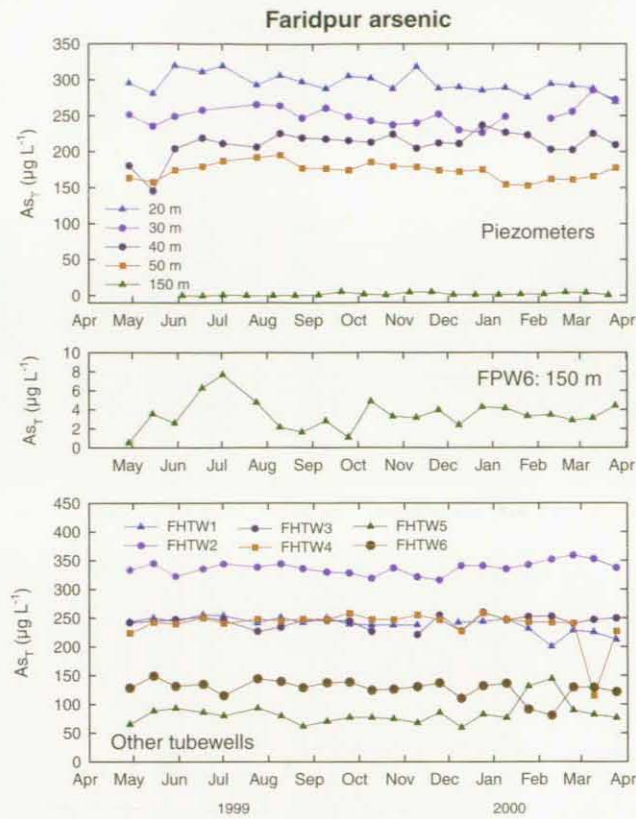 Faridpur arsenic
350
300
250
200
150
100
50
0
As_T (µg L⁻¹)
20 m
30 m
40 m
50 m
150 m
Piezometers
Apr May Jun Jul Aug Sep Oct Nov Dec Jan Feb Mar Apr
10
8
6
4
2
0
As_T (µg L⁻¹)
FPW6: 150 m
May Jun Jul Aug Sep Oct Nov Dec Jan Feb Mar Apr
450
400
350
300
250
200
150
100
50
0
As_T (µg L⁻¹)
FHTW1 FHTW3 FHTW5
FHTW2 FHTW4 FHTW6
Other tubewells
Apr May Jun Jul Aug Sep Oct Nov Dec Jan Feb Mar Apr
1999 2000